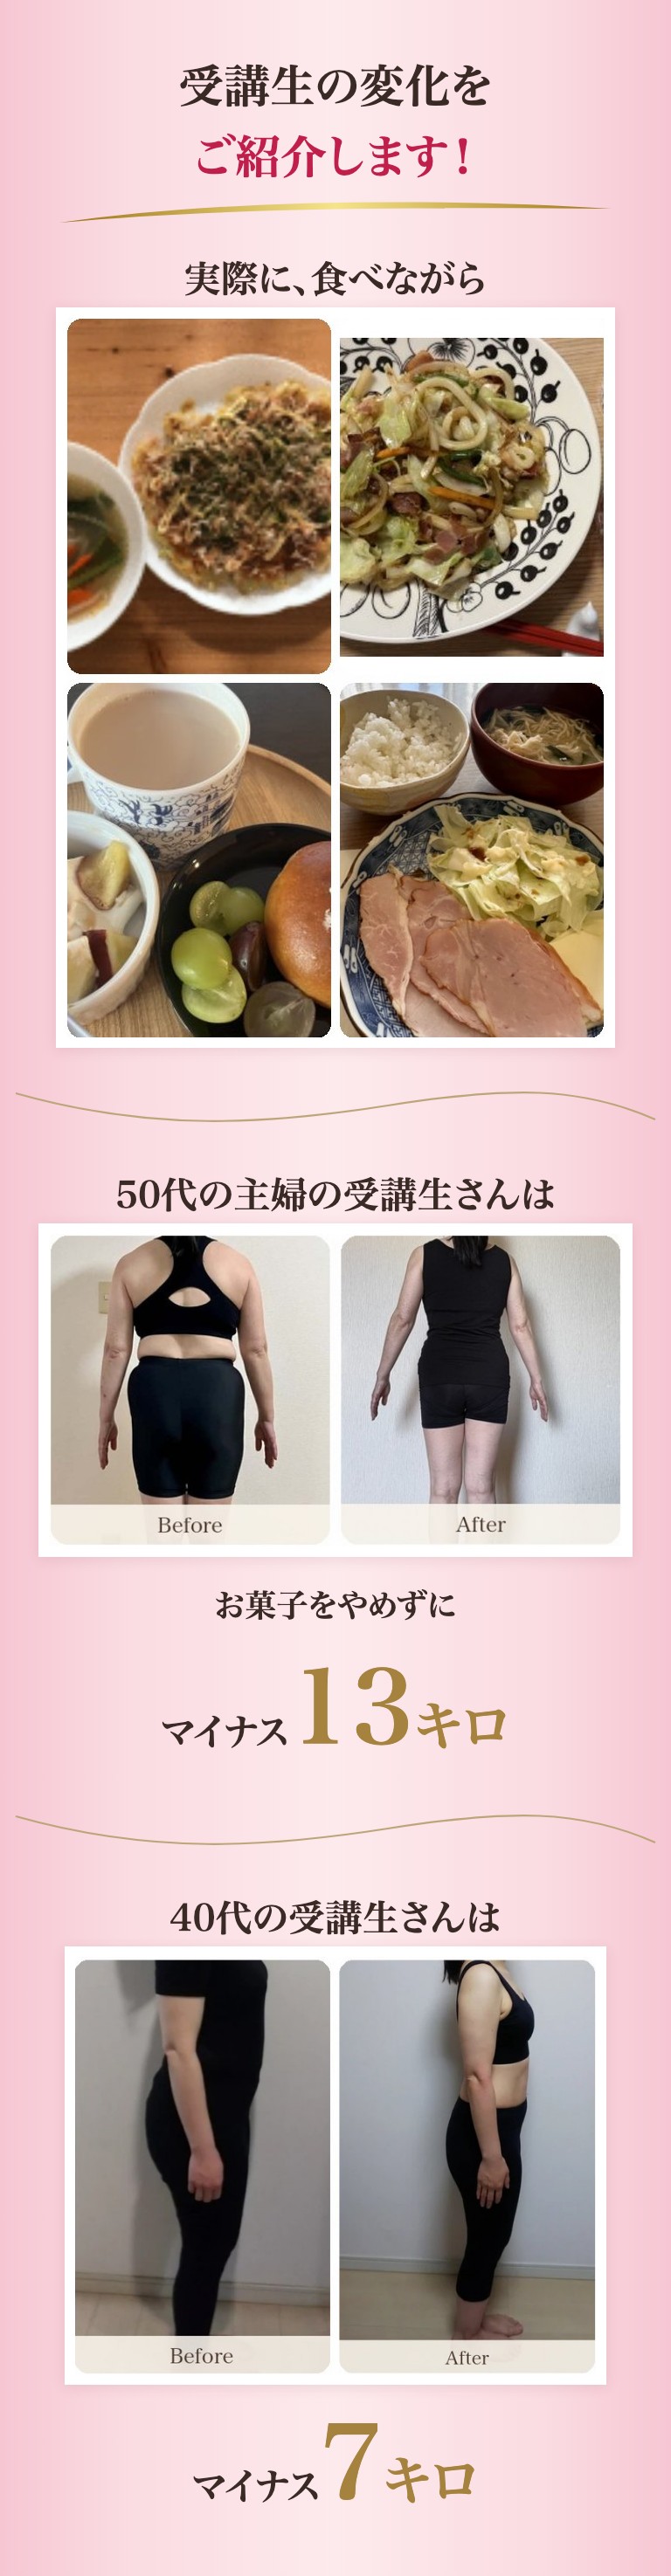 受講生の変化を
ご紹介します！
実際に、食べながら
50代の主婦の受講生さんは
Before
After
お菓子をやめずに
マイナス13キロ
40代の受講生さんは
Before
After
マイナス7キロ